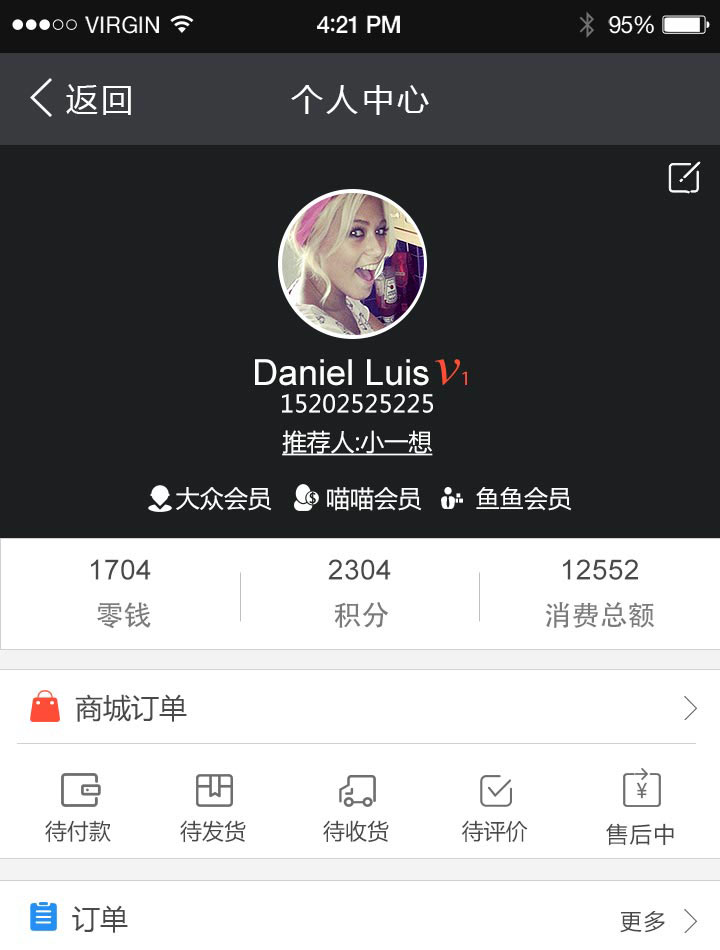 VIRGIN 4:21 PM 95%
返回 个人中心
Daniel Luis V1
15202525225
推荐人:小一想
大众会员 喵喵会员 鱼鱼会员
1704 2304 12552
零钱 积分 消费总额
商城订单
¥
待付款 待发货 待收货 待评价 售后中
订单 更多